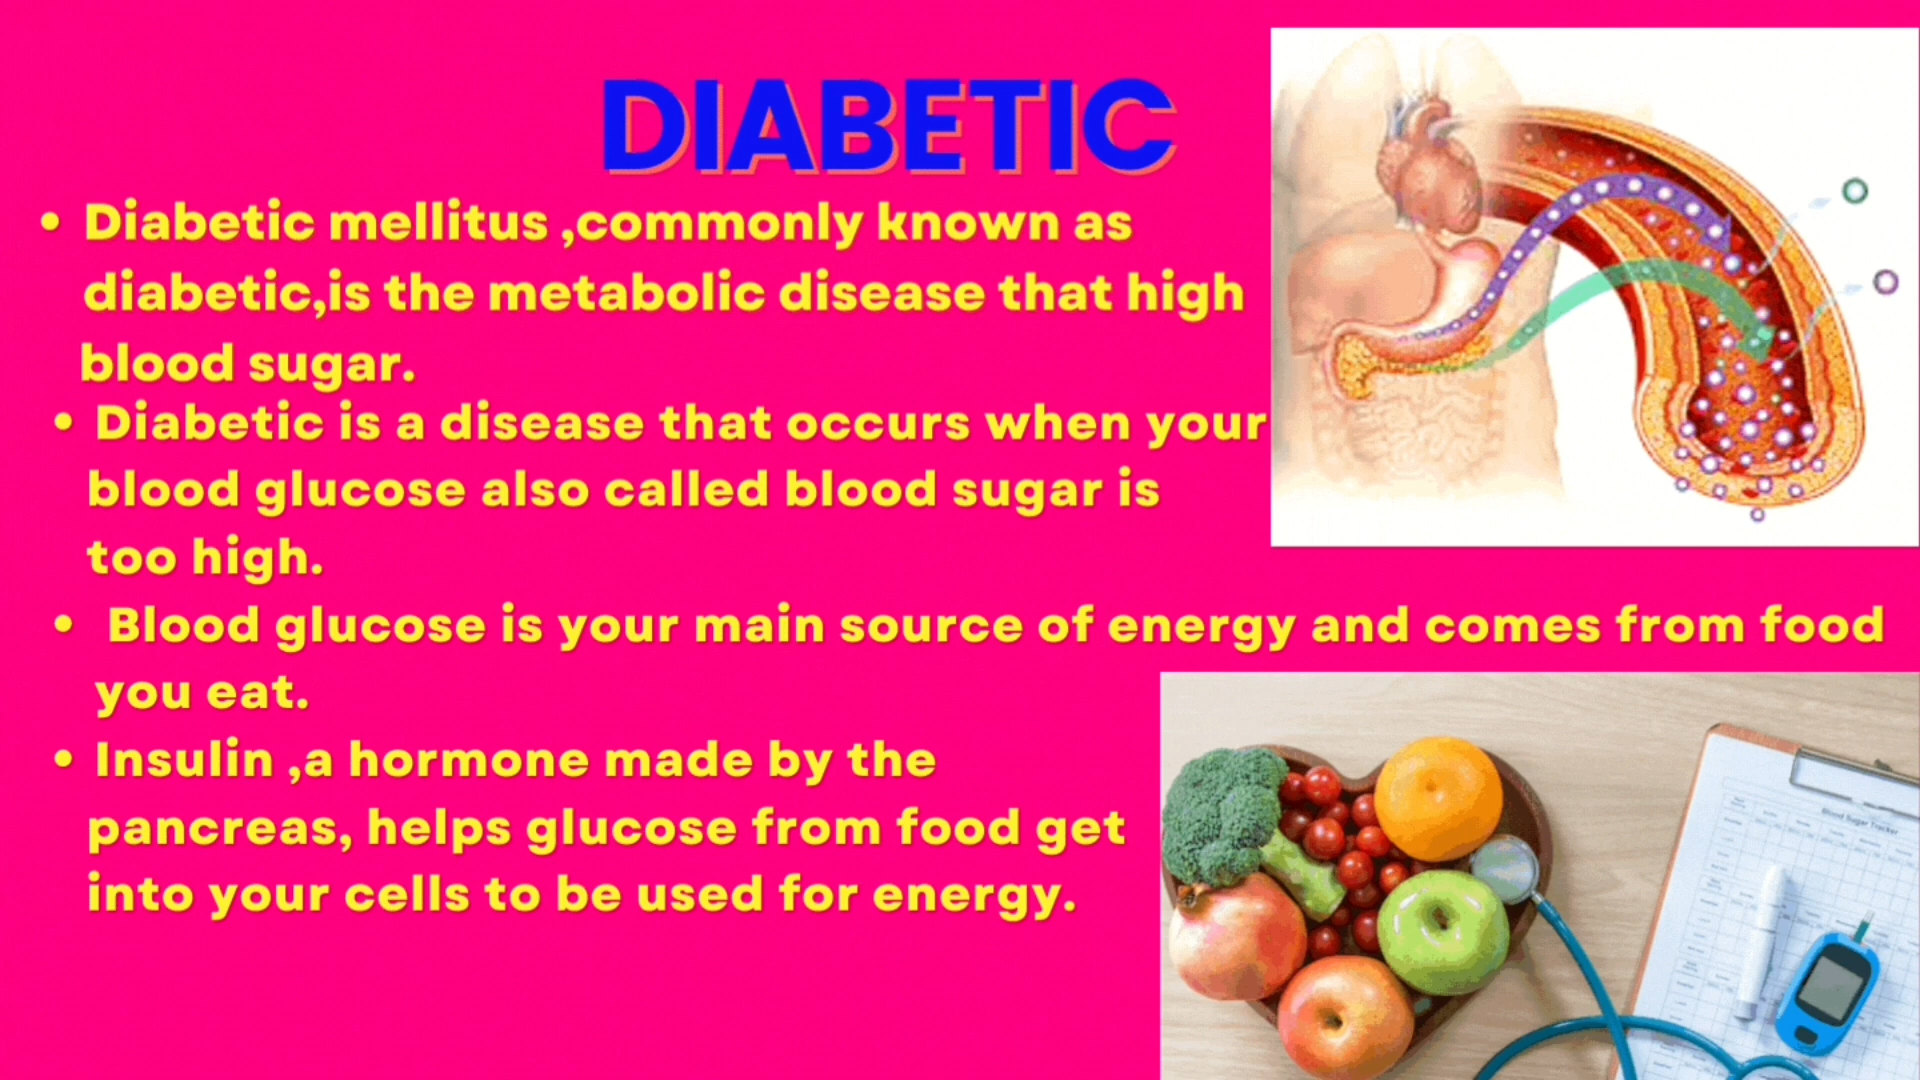 DIABETIC
• Diabetic mellitus ,commonly known as
diabetic,is the metabolic disease that high
blood sugar.
• Diabetic is a disease that occurs when your
blood glucose also called blood sugar is
too high.
• Blood glucose is your main source of energy and comes from food
you eat.
• Insulin ,a hormone made by the
pancreas, helps glucose from food get
into your cells to be used for energy.
Blood Sugar Tracker